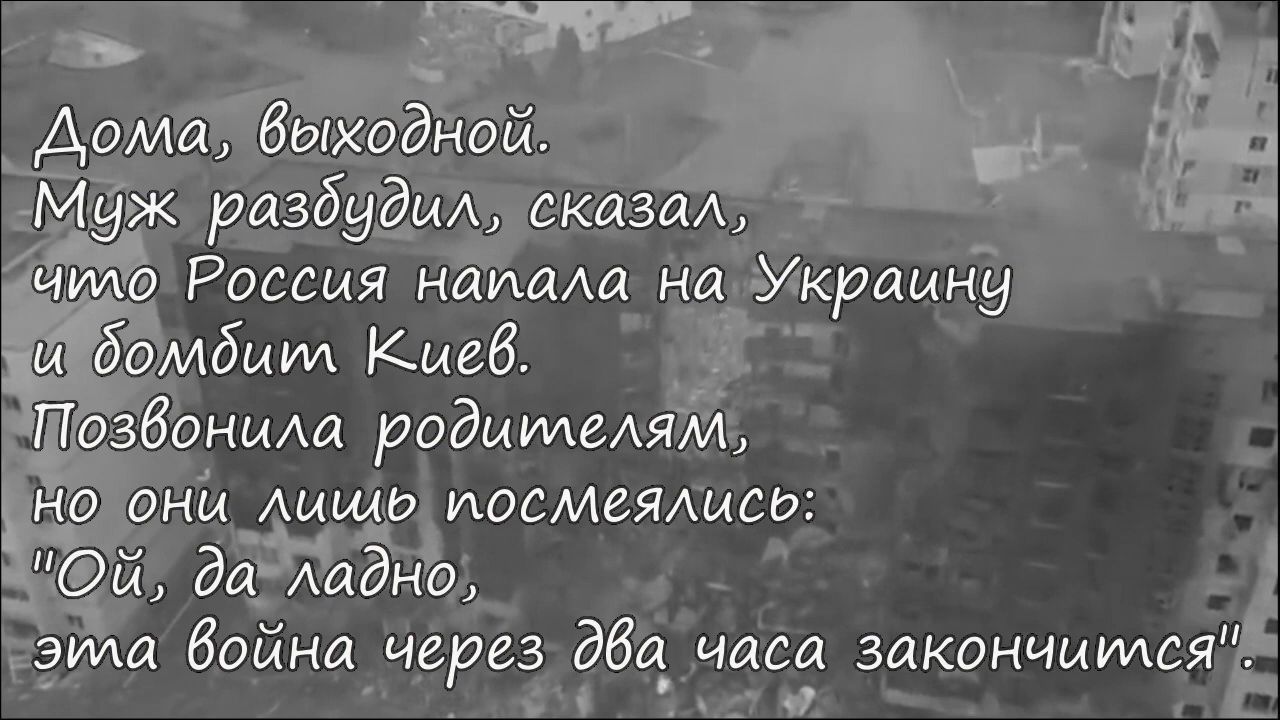 Дома, выходной.
Муж разбудил, сказал,
что Россия напала на Украину
и бомбит Киев.
Позвонила родителям,
но они лишь посмеялись:
"Ой, да ладно,
эта война через два часа закончится".